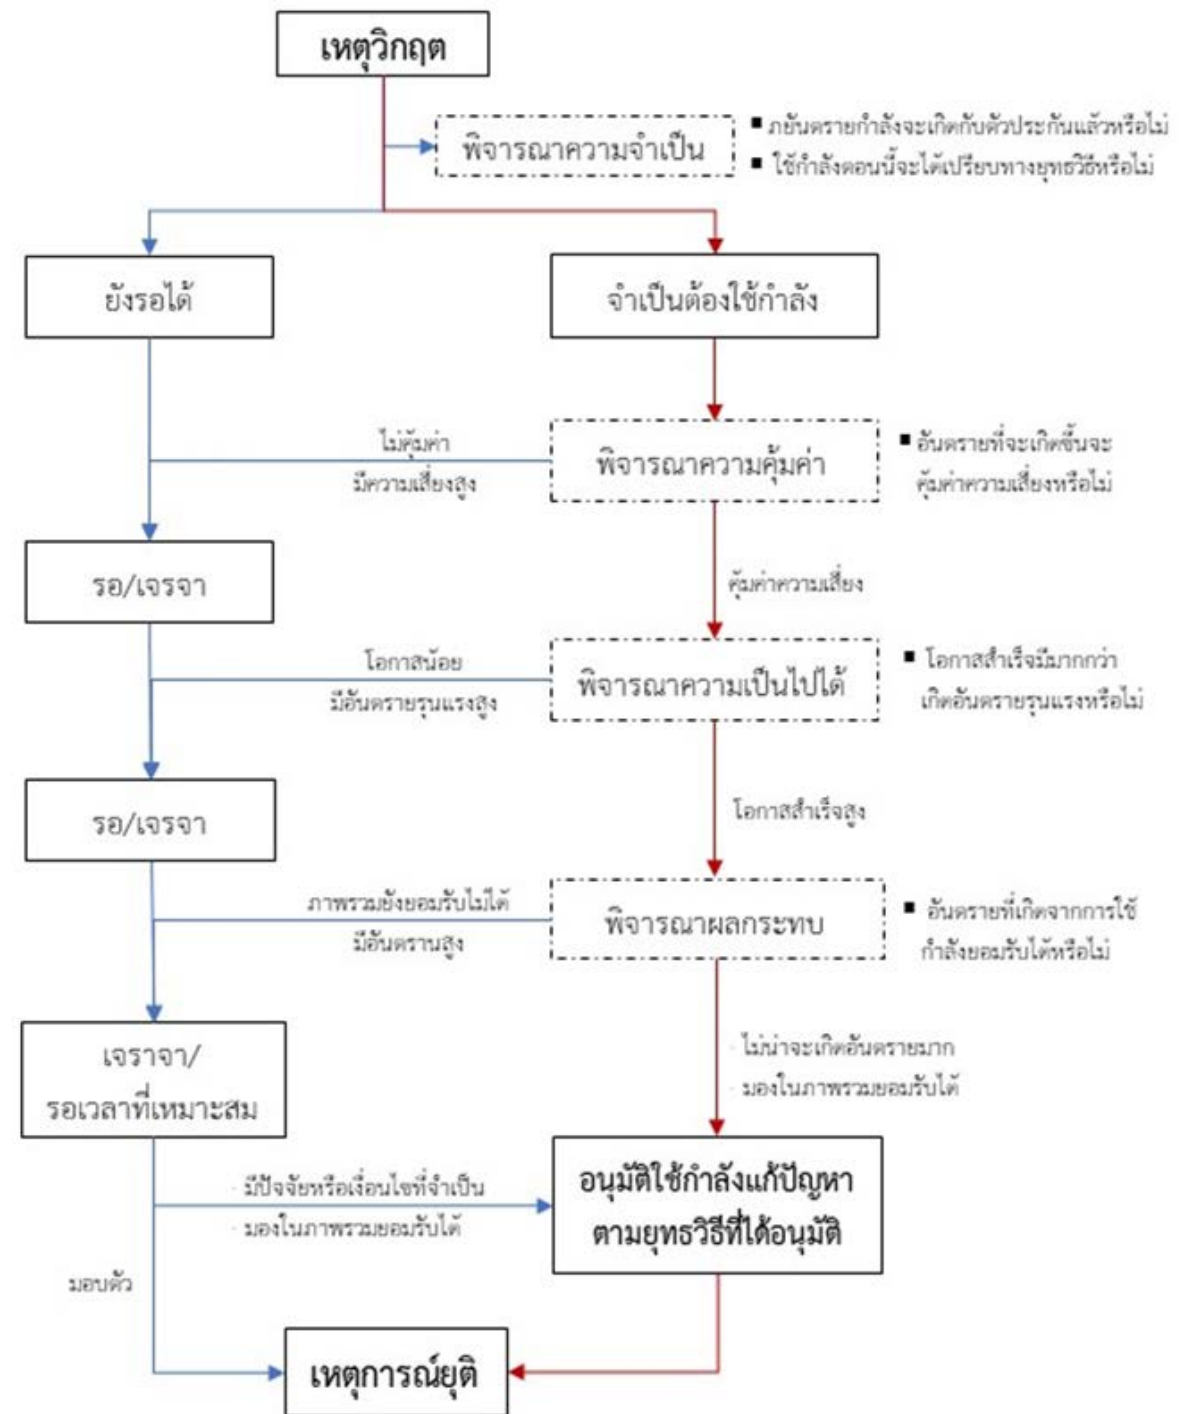 เหตุวิกฤต
พิจารณาความจำเป็น
■ ภยันตรายกำลังจะเกิดกับตัวประกันแล้วหรือไม่
■ ใช้กำลังตอนนี้จะได้เปรียบทางยุทธวิธีหรือไม่
ยังรอได้
จำเป็นต้องใช้กำลัง
ไม่คุ้มค่า
มีความเสี่ยงสูง
พิจารณาความคุ้มค่า
■ อันตรายที่จะเกิดขึ้นจะ
คุ้มค่าความเสี่ยงหรือไม่
รอ/เจรจา
คุ้มค่าความเสี่ยง
โอกาสน้อย
มีอันตรายรุนแรงสูง
พิจารณาความเป็นไปได้
■ โอกาสสำเร็จมีมากกว่า
เกิดอันตรายรุนแรงหรือไม่
รอ/เจรจา
โอกาสสำเร็จสูง
ภาพรวมยังยอมรับไม่ได้
มีอันตรานสูง
พิจารณาผลกระทบ
■ อันตรายที่เกิดจากการใช้
กำลังยอมรับได้หรือไม่
เจราจา/
รอเวลาที่เหมาะสม
- ไม่น่าจะเกิดอันตรายมาก
- มองในภาพรวมยอมรับได้
- มีปัจจัยหรือเงื่อนไขที่จำเป็น
- มองในภาพรวมยอมรับได้
อนุมัติใช้กำลังแก้ปัญหา
ตามยุทธวิธีที่ได้อนุมัติ
มอบตัว
เหตุการณ์ยุติ